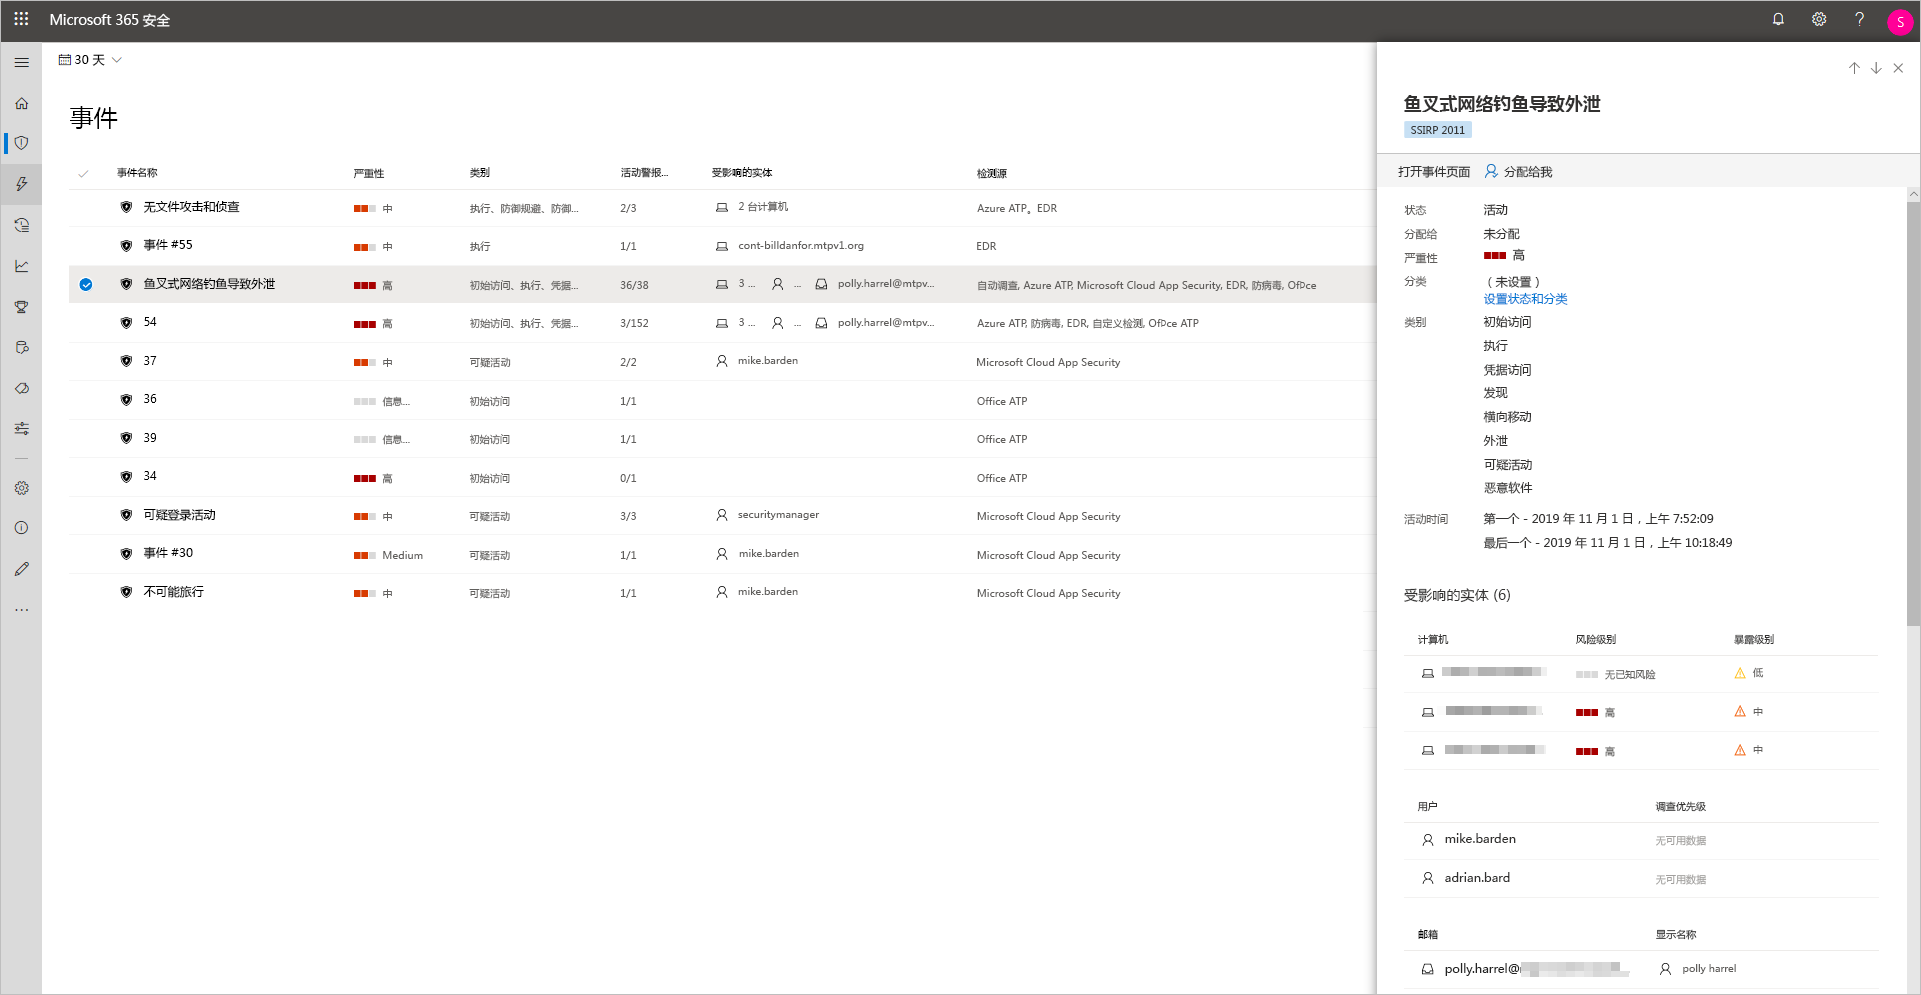 Microsoft 365 安全
?
S
30 天
事件
事件名称 严重性 类别 活动警报... 受影响的实体 检测源
无文件攻击和侦查 中 执行、防御规避、防御... 2/3 2 台计算机 Azure ATP。EDR
事件 #55 中 执行 1/1 cont-billdanfor.mtpv1.org EDR
鱼叉式网络钓鱼导致外泄 高 初始访问、执行、凭据... 36/38 3 ... ... polly.harrel@mtpv... 自动调查, Azure ATP, Microsoft Cloud App Security, EDR, 防病毒, OfÞce
54 高 初始访问、执行、凭据... 3/152 3 ... ... polly.harrel@mtpv... Azure ATP, 防病毒, EDR, 自定义检测, OfÞce ATP
37 中 可疑活动 2/2 mike.barden Microsoft Cloud App Security
36 信息... 初始访问 1/1 Office ATP
39 信息... 初始访问 1/1 Office ATP
34 高 初始访问 0/1 Office ATP
可疑登录活动 中 可疑活动 3/3 securitymanager Microsoft Cloud App Security
事件 #30 Medium 可疑活动 1/1 mike.barden Microsoft Cloud App Security
不可能旅行 中 可疑活动 1/1 mike.barden Microsoft Cloud App Security
鱼叉式网络钓鱼导致外泄
SSIRP 2011
打开事件页面 分配给我
状态 活动
分配给 未分配
严重性 高
分类 （未设置）
设置状态和分类
类别 初始访问
执行
凭据访问
发现
横向移动
外泄
可疑活动
恶意软件
活动时间 第一个 - 2019 年 11 月 1 日，上午 7:52:09
最后一个 - 2019 年 11 月 1 日，上午 10:18:49
受影响的实体 (6)
计算机 风险级别 暴露级别
无已知风险 低
高 中
高 中
用户 调查优先级
mike.barden 无可用数据
adrian.bard 无可用数据
邮箱 显示名称
polly.harrel@ polly harrel